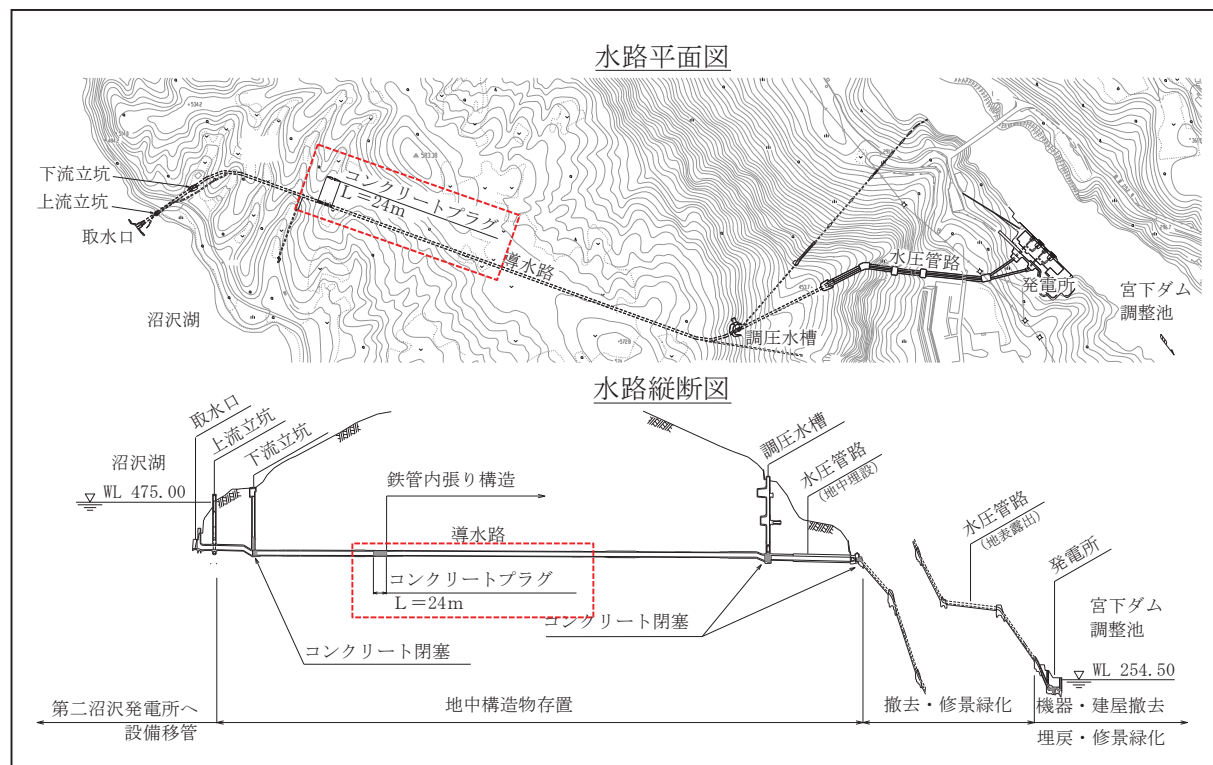 水路平面図
下流立坑
上流立坑
取水口
沼沢湖
コンクリートプラグ
L=24m
導水路
水圧管路
発電所
調圧水槽
宮下ダム
調整池
水路縦断図
取水口
上流立坑
下流立坑
沼沢湖
WL 475.00
鉄管内張り構造
導水路
コンクリートプラグ
L=24m
調圧水槽
水圧管路
(地中埋設)
水圧管路
(地表露出)
発電所
宮下ダム
調整池
WL 254.50
コンクリート閉塞
コンクリート閉塞
第二沼沢発電所へ
設備移管
地中構造物存置
撤去・修景緑化
機器・建屋撤去
埋戻・修景緑化